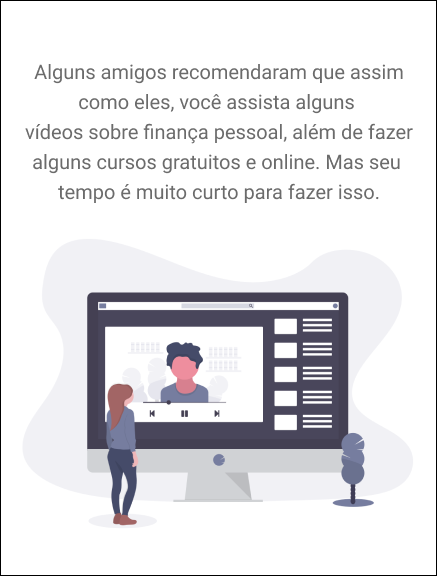 Alguns amigos recomendaram que assim
como eles, você assista alguns
vídeos sobre finança pessoal, além de fazer
alguns cursos gratuitos e online. Mas seu
tempo é muito curto para fazer isso.